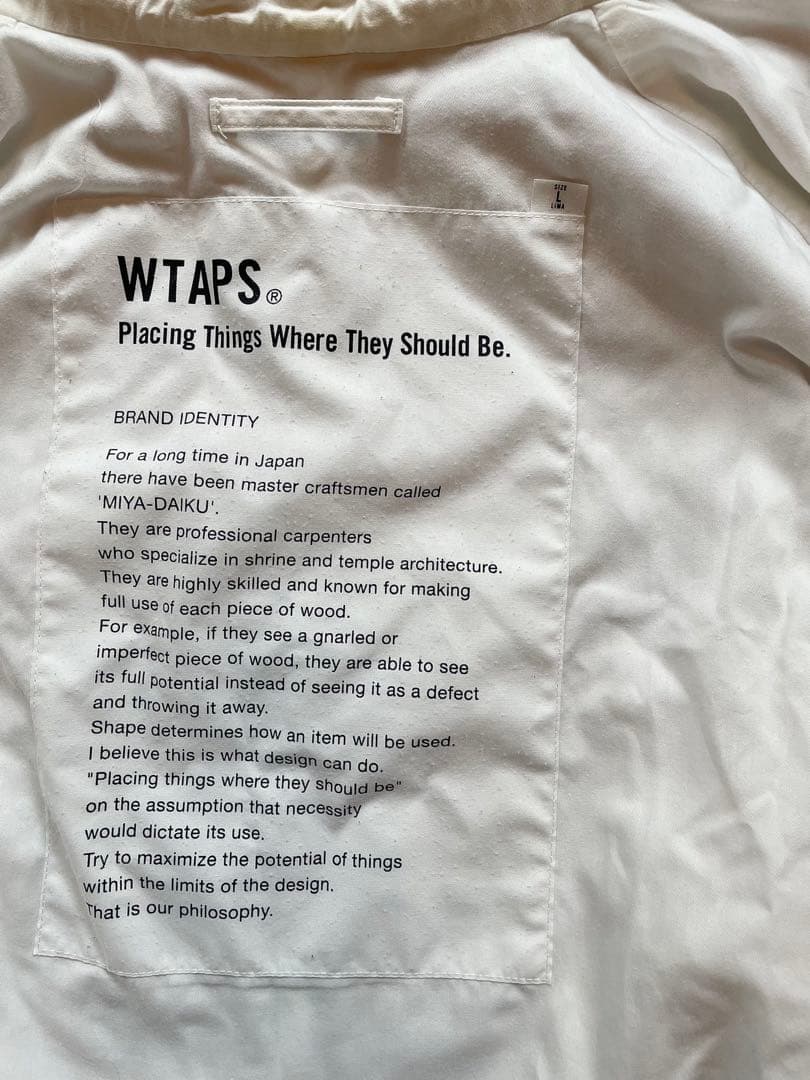 SIZE
L
LIMA
WTAPS®
Placing Things Where They Should Be.
BRAND IDENTITY
For a long time in Japan
there have been master craftsmen called
'MIYA-DAIKU'.
They are professional carpenters
who specialize in shrine and temple architecture.
They are highly skilled and known for making
full use of each piece of wood.
For example, if they see a gnarled or
imperfect piece of wood, they are able to see
its full potential instead of seeing it as a defect
and throwing it away.
Shape determines how an item will be used.
I believe this is what design can do.
"Placing things where they should be"
on the assumption that necessity
would dictate its use.
Try to maximize the potential of things
within the limits of the design.
That is our philosophy.